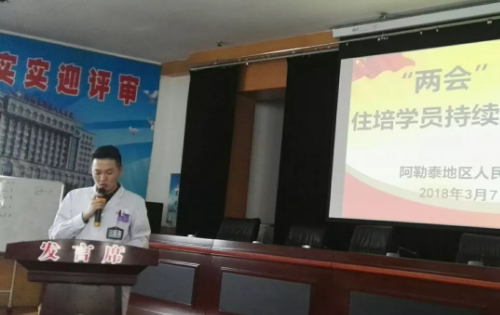 实实迎评审
“两会”
住培学员持续
阿勒泰地区人民
2018年3月7
发言席